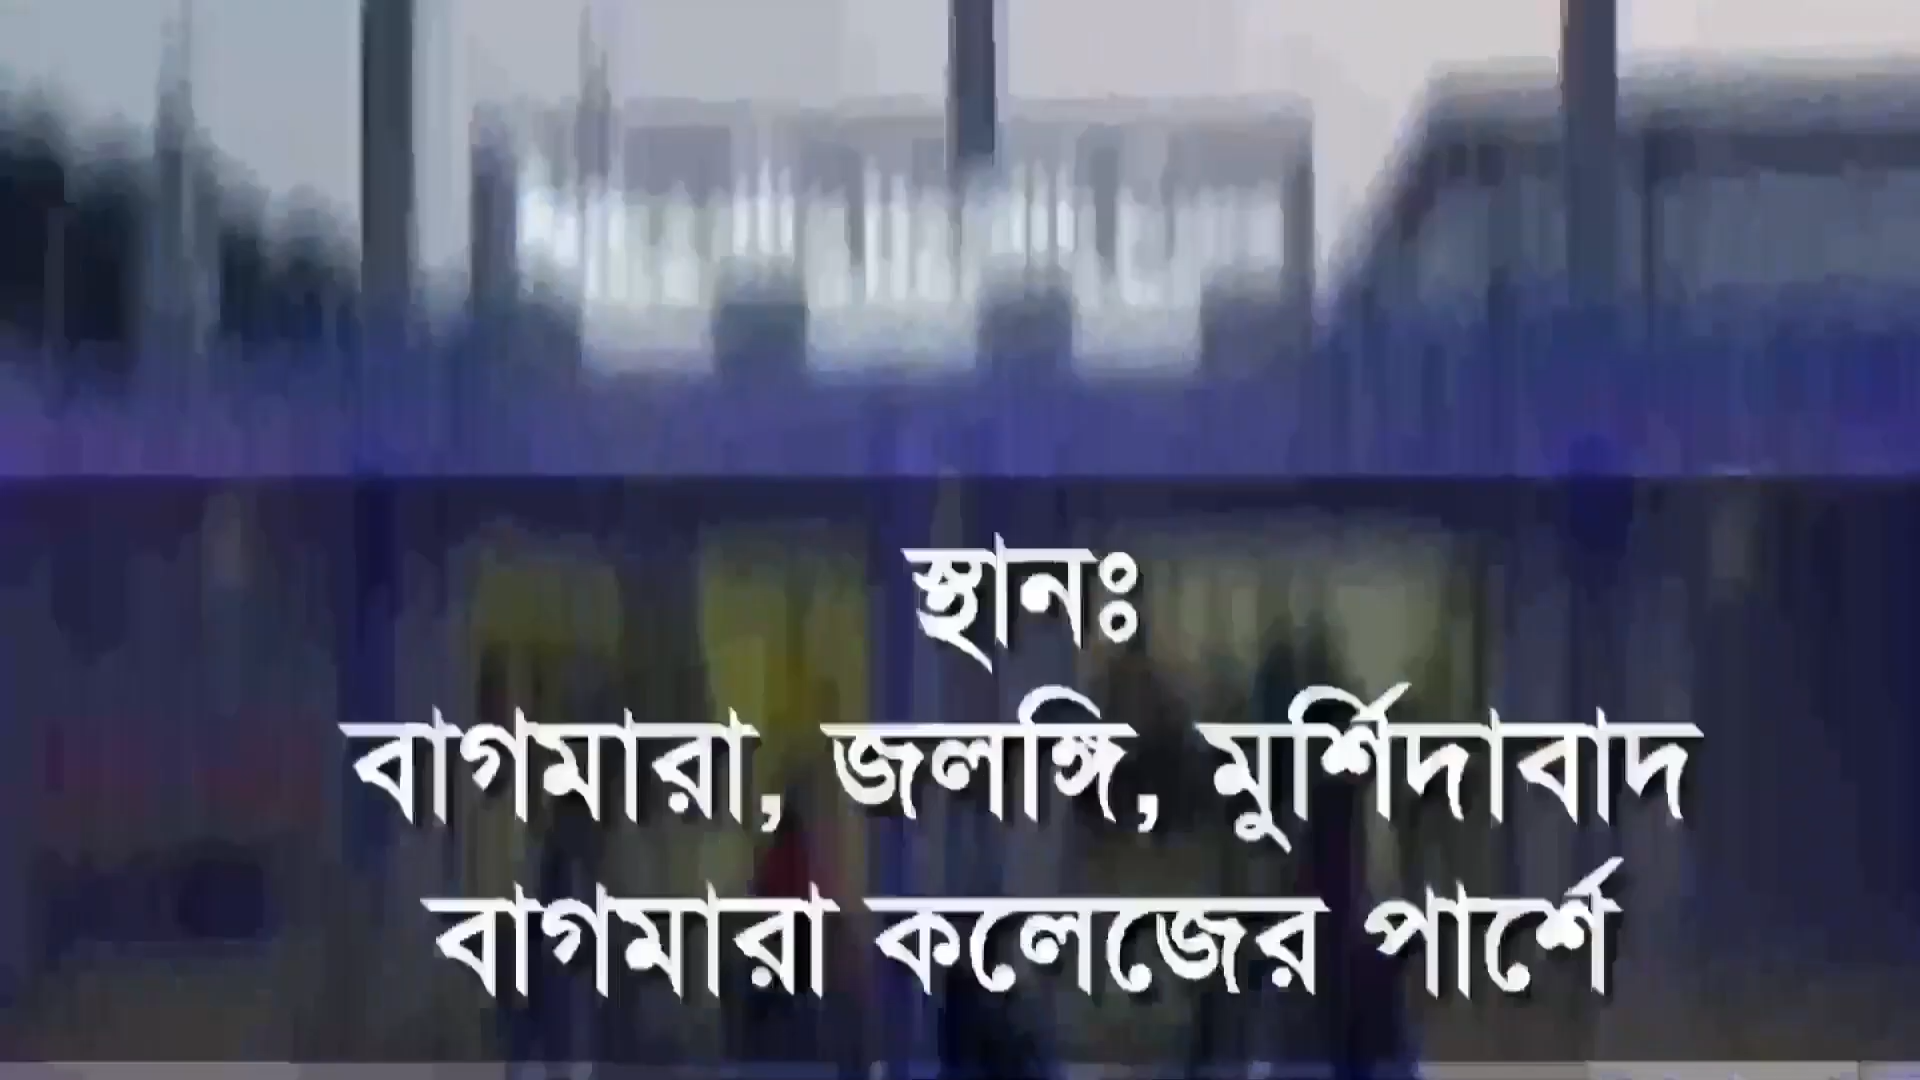 স্থানঃ
বাগমারা, জলঙ্গি, মুর্শিদাবাদ
বাগমারা কলেজের পার্শে